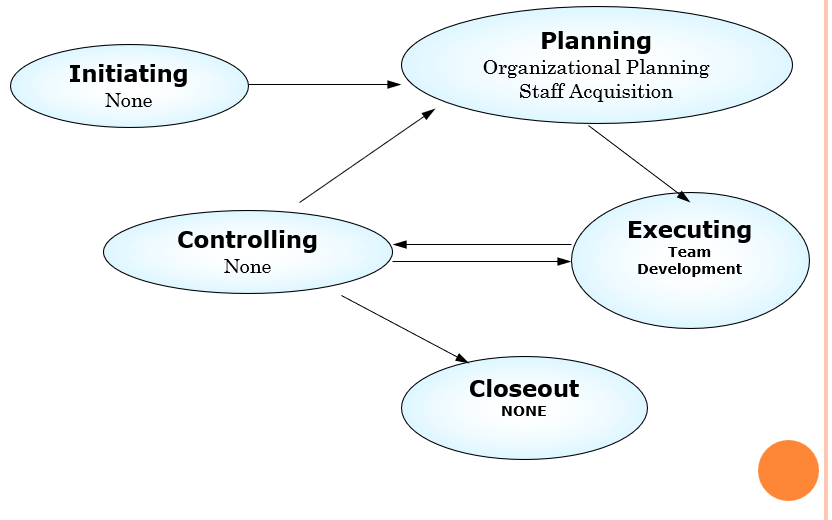 Initiating
None
Planning
Organizational Planning
Staff Acquisition
Controlling
None
Executing
Team
Development
Closeout
NONE